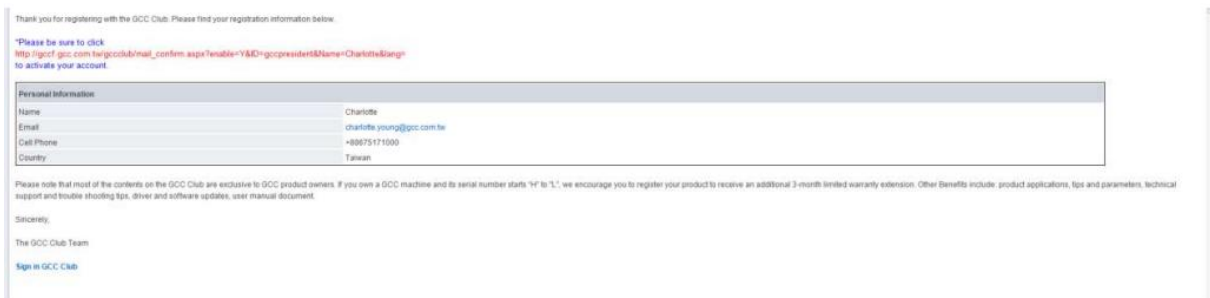 Thank you for registering with the GCC Club. Please find your registration information below.
*Please be sure to click
http://gccf.gcc.com.tw/gccclub/mail_confirm.aspx?enable=Y&ID=gccpresident&Name=Charlotte&lang=
to activate your account.
Personal Information
Name Charlotte
Email charlotte.young@gcc.com.tw
Cell Phone +88675171000
Country Taiwan
Please note that most of the contents on the GCC Club are exclusive to GCC product owners. If you own a GCC machine and its serial number starts "H" to "L", we encourage you to register your product to receive an additional 3-month limited warranty extension. Other Benefits include: product applications, tips and parameters, technical
support and trouble shooting tips, driver and software updates, user manual document.
Sincerely,
The GCC Club Team
Sign in GCC Club